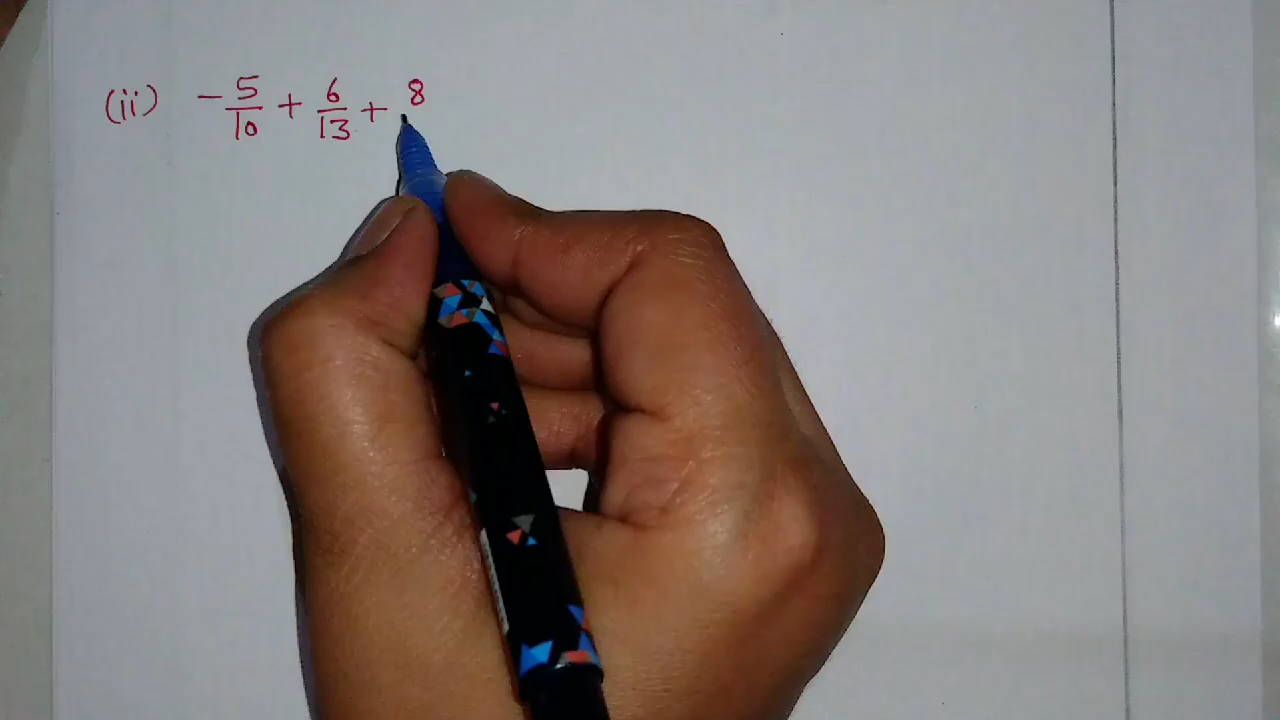 (ii) -5/10 + 6/13 + 8